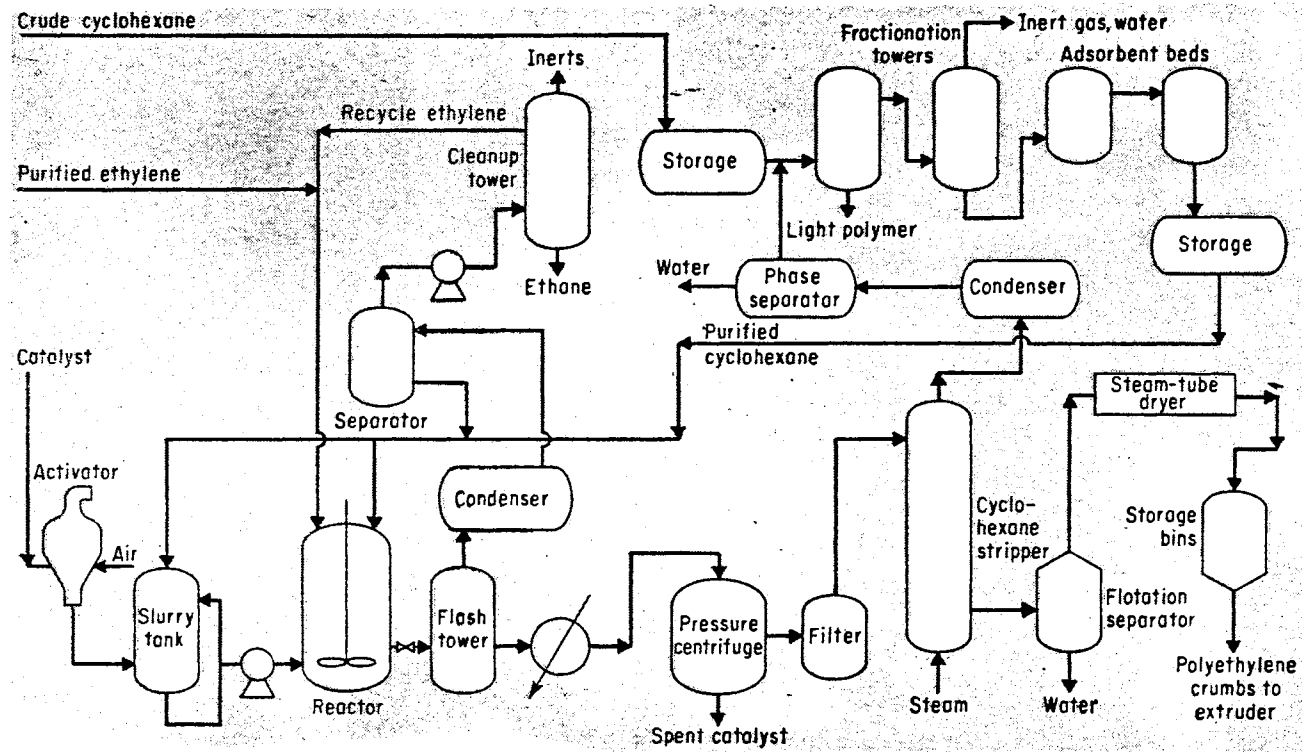 Crude cyclohexane
Inerts
Recycle ethylene
Cleanup
tower
Purified ethylene
Ethane
Storage
Fractionation
towers
Inert gas, water
Adsorbent beds
Light polymer
Storage
Water
Phase
separator
Condenser
Purified
cyclohexane
Catalyst
Separator
Activator
Air
Slurry
tank
Reactor
Condenser
Flash
tower
Pressure
centrifuge
Spent catalyst
Filter
Cyclo-
hexane
stripper
Steam
Steam-tube
dryer
Flotation
separator
Water
Storage
bins
Polyethylene
crumbs to
extruder